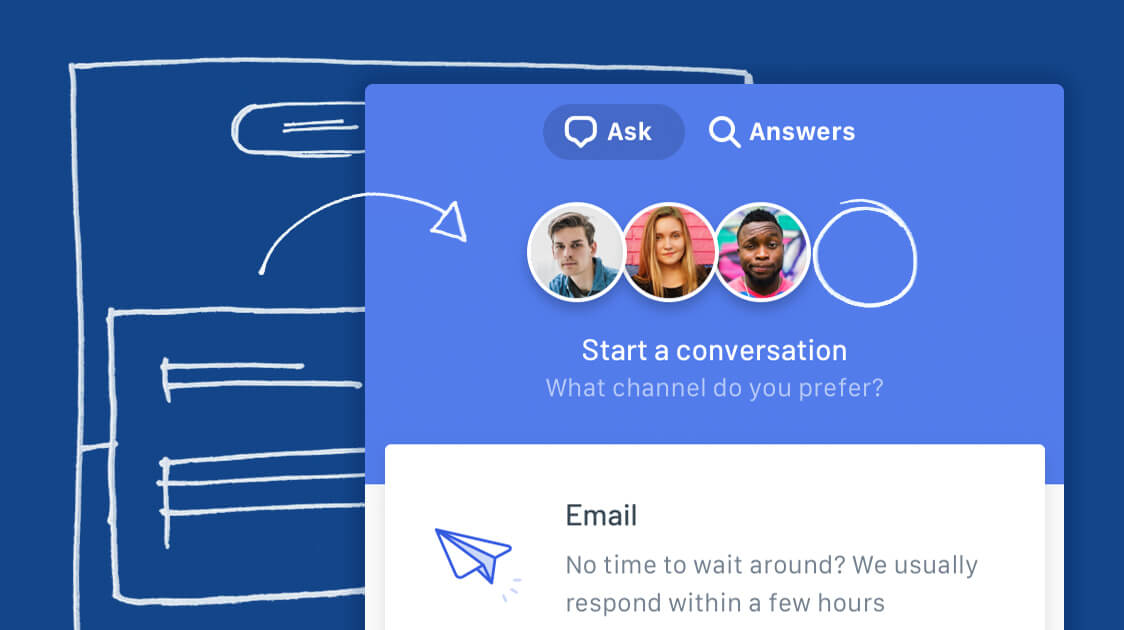 Ask
Answers
Start a conversation
What channel do you prefer?
Email
No time to wait around? We usually
respond within a few hours